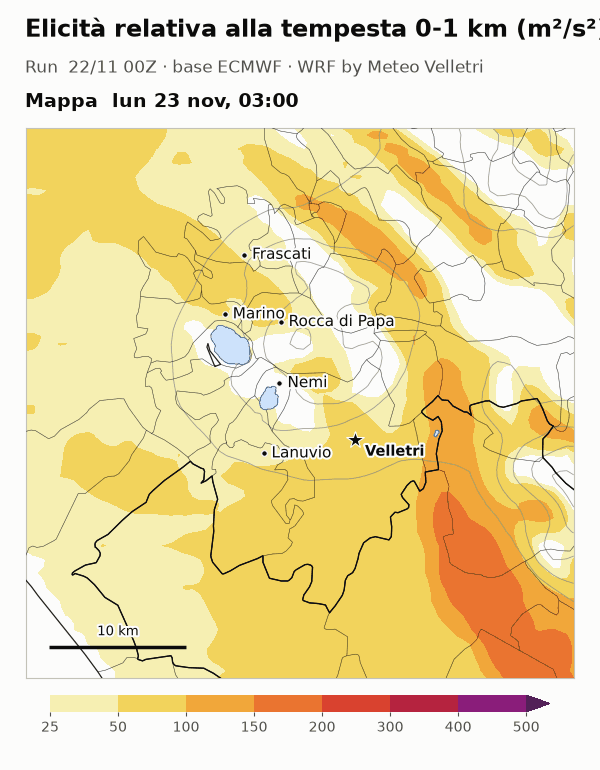 Elicità relativa alla tempesta 0-1 km (m²/s²)
Run  22/11 00Z · base ECMWF · WRF by Meteo Velletri
Mappa  lun 23 nov, 03:00
Frascati
Marino
Rocca di Papa
Nemi
Velletri
Lanuvio
10 km
25 50 100 150 200 300 400 500